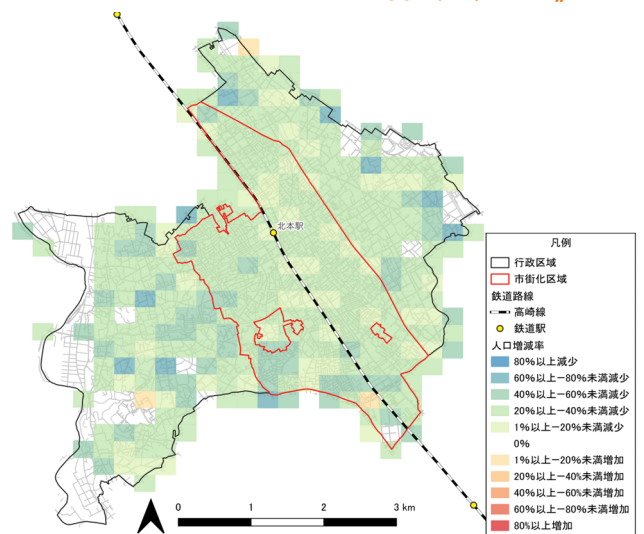 北本駅
凡例
行政区域
市街化区域
鉄道路線
高崎線
鉄道駅
人口増減率
80%以上減少
60%以上−80%未満減少
40%以上−60%未満減少
20%以上−40%未満減少
1%以上−20%未満減少
0%
1%以上−20%未満増加
20%以上−40%未満増加
40%以上−60%未満増加
60%以上−80%未満増加
80%以上増加
0 1 2 3 km